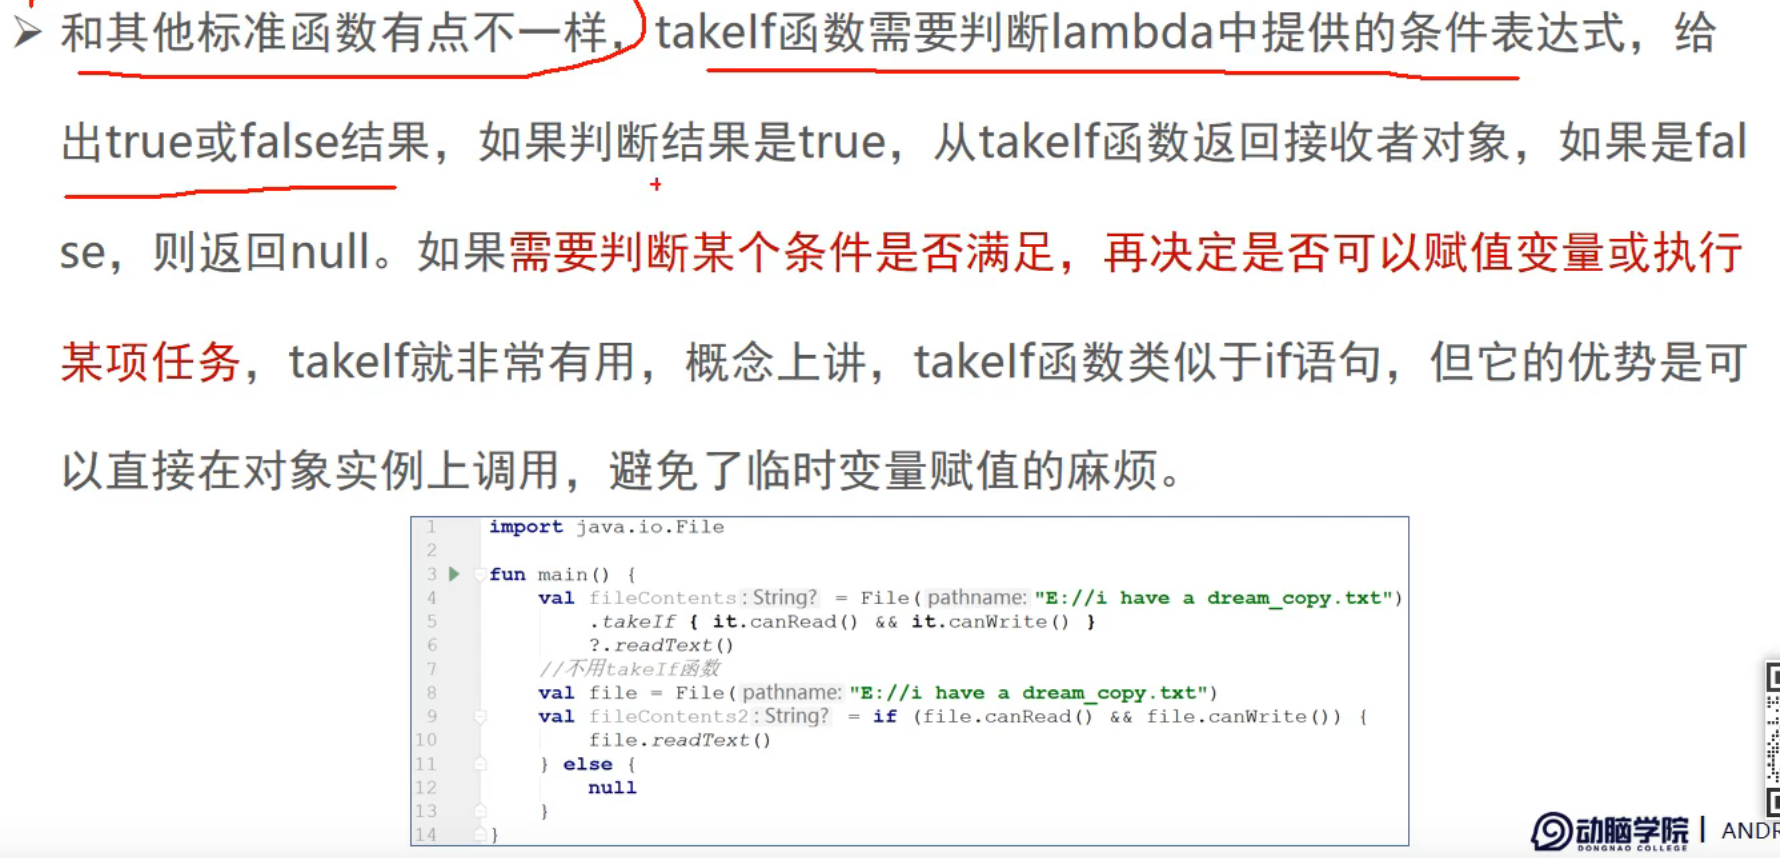 ➤ 和其他标准函数有点不一样，takeIf函数需要判断lambda中提供的条件表达式，给
出true或false结果，如果判断结果是true，从takeIf函数返回接收者对象，如果是fal
se，则返回null。如果需要判断某个条件是否满足，再决定是否可以赋值变量或执行
某项任务，takeIf就非常有用，概念上讲，takeIf函数类似于if语句，但它的优势是可
以直接在对象实例上调用，避免了临时变量赋值的麻烦。
1 import java.io.File
2
3 fun main() {
4 val fileContents: String? = File( pathname: "E://i have a dream_copy.txt")
5 .takeIf { it.canRead() && it.canWrite() }
6 ?.readText()
7 //不用takeIf函数
8 val file = File( pathname: "E://i have a dream_copy.txt")
9 val fileContents2: String? = if (file.canRead() && file.canWrite()) {
10 file.readText()
11 } else {
12 null
13 }
14 }
动脑学院 | ANDR
DONGNAO COLLEGE